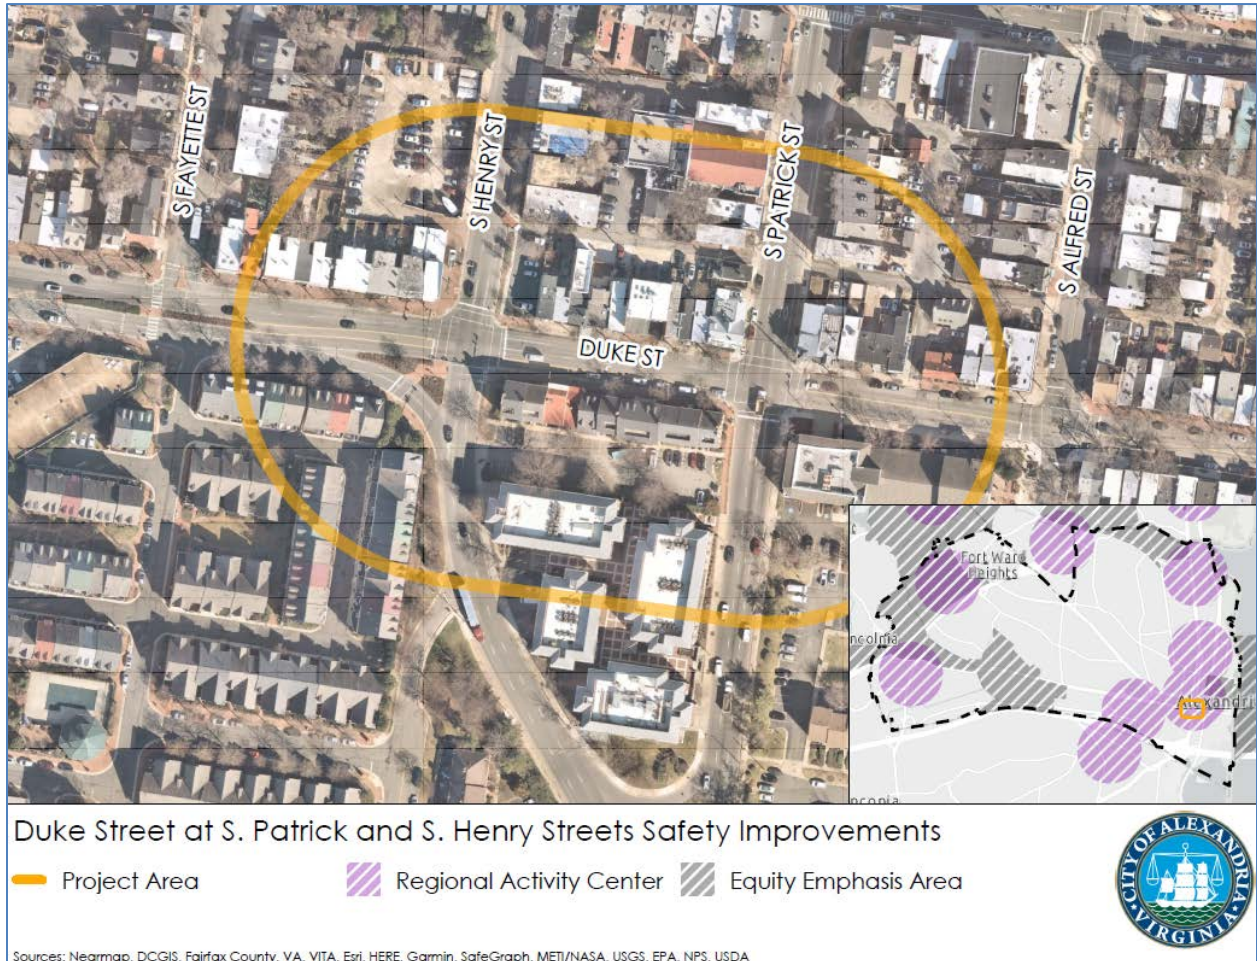 S FAYETTE ST
S HENRY ST
S PATRICK ST
S ALFRED ST
DUKE ST
Fort Ward
Heights
ncolnia
Alexandri
nconia
Duke Street at S. Patrick and S. Henry Streets Safety Improvements
Project Area
Regional Activity Center
Equity Emphasis Area
CITY OF ALEXANDRIA
VIRGINIA
Sources: Nearmap, DCGIS, Fairfax County, VA, VITA, Esri, HERE, Garmin, SafeGraph, METI/NASA, USGS, EPA, NPS, USDA